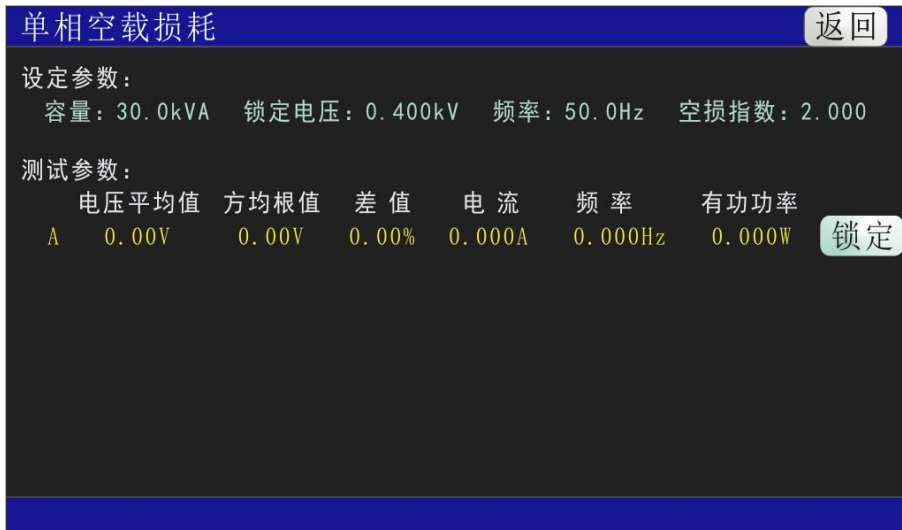 单相空载损耗 返回
设定参数:
容量: 30.0kVA 锁定电压: 0.400kV 频率: 50.0Hz 空损指数: 2.000
测试参数:
电压平均值 方均根值 差 值 电 流 频 率 有功功率
A 0.00V 0.00V 0.00% 0.000A 0.000Hz 0.000W 锁定